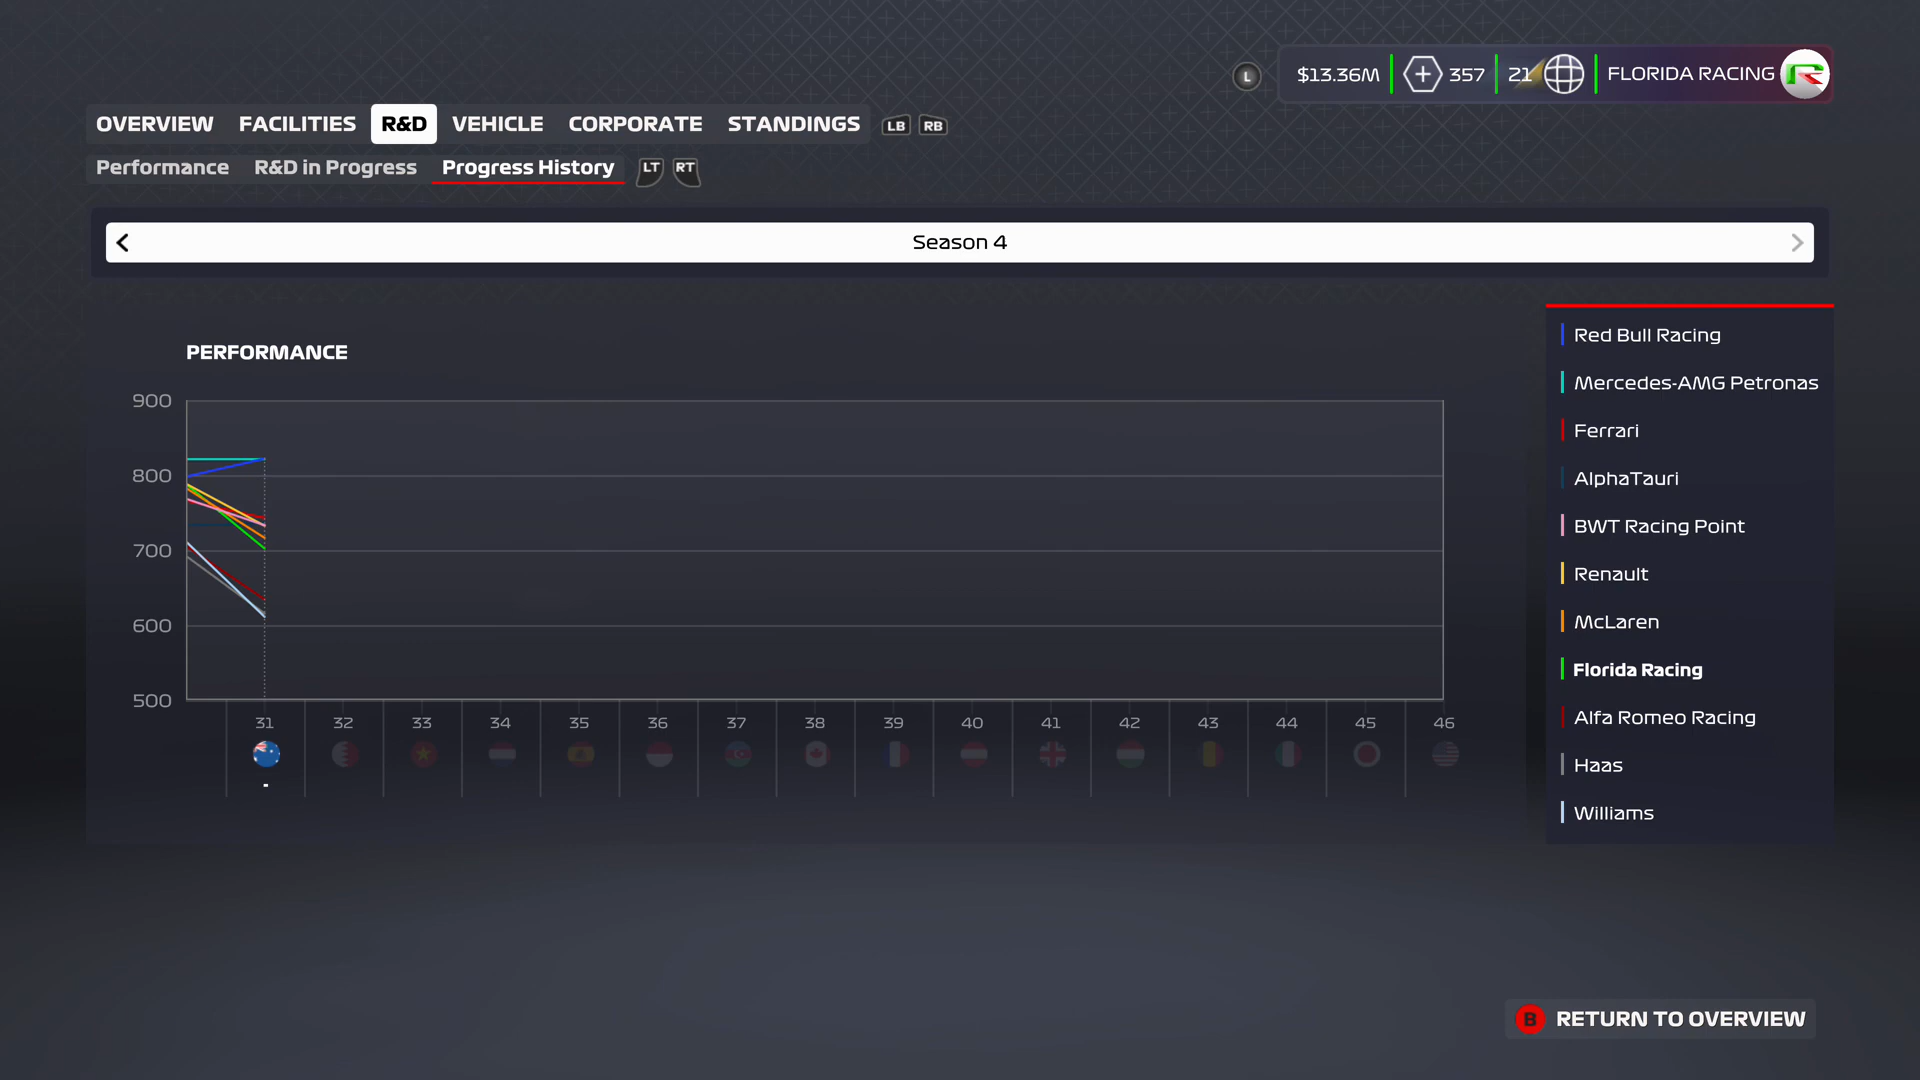 L
$13.36M
357
21
FLORIDA RACING
OVERVIEW FACILITIES R&D VEHICLE CORPORATE STANDINGS LB RB
Performance R&D in Progress Progress History LT RT
Season 4
PERFORMANCE
900
800
700
600
500
31 32 33 34 35 36 37 38 39 40 41 42 43 44 45 46
-
Red Bull Racing
Mercedes-AMG Petronas
Ferrari
AlphaTauri
BWT Racing Point
Renault
McLaren
Florida Racing
Alfa Romeo Racing
Haas
Williams
B RETURN TO OVERVIEW